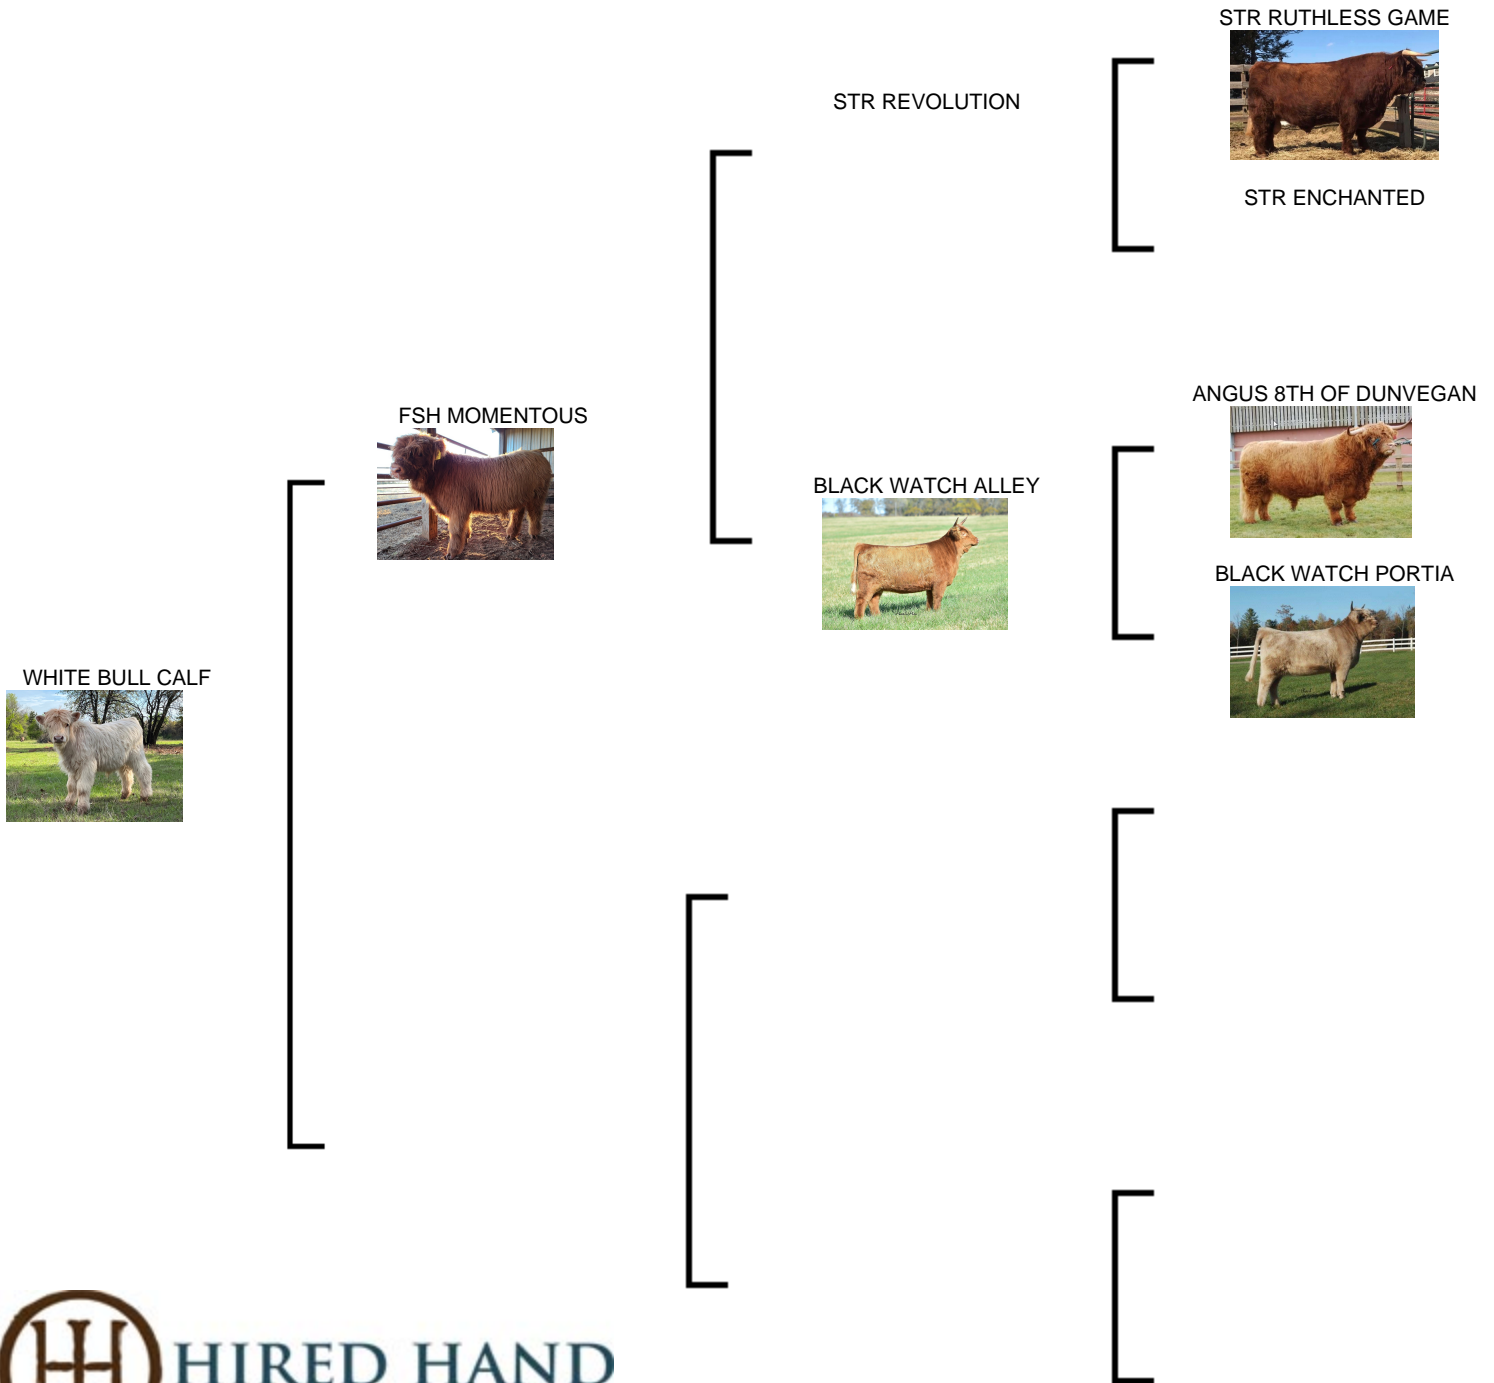 STR RUTHLESS GAME
STR REVOLUTION
STR ENCHANTED
ANGUS 8TH OF DUNVEGAN
FSH MOMENTOUS
BLACK WATCH ALLEY
BLACK WATCH PORTIA
WHITE BULL CALF
HIRED HAND